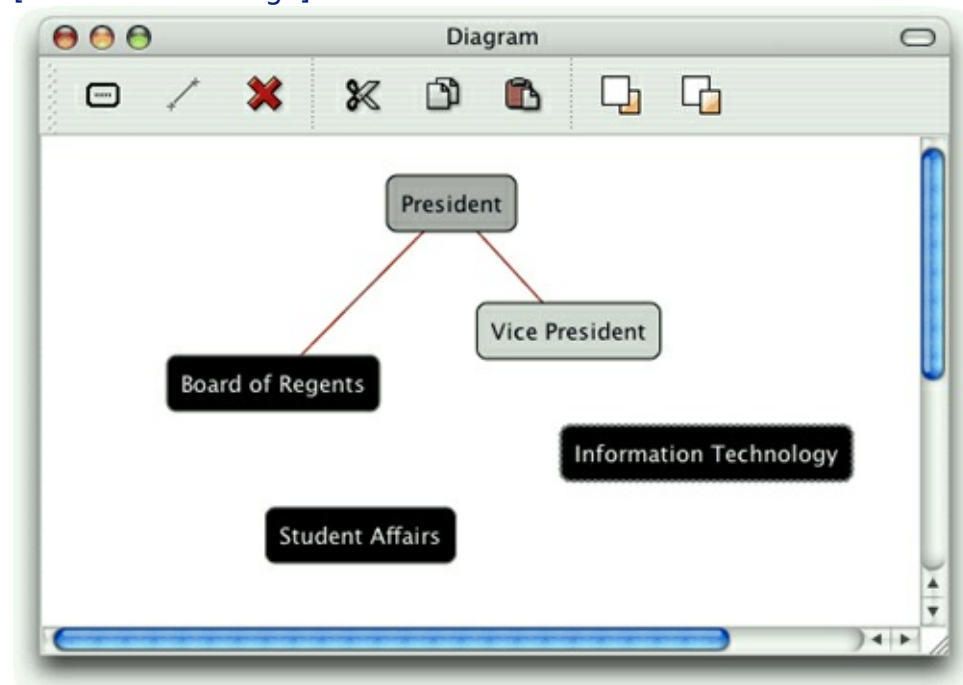 Diagram
President
Vice President
Board of Regents
Information Technology
Student Affairs